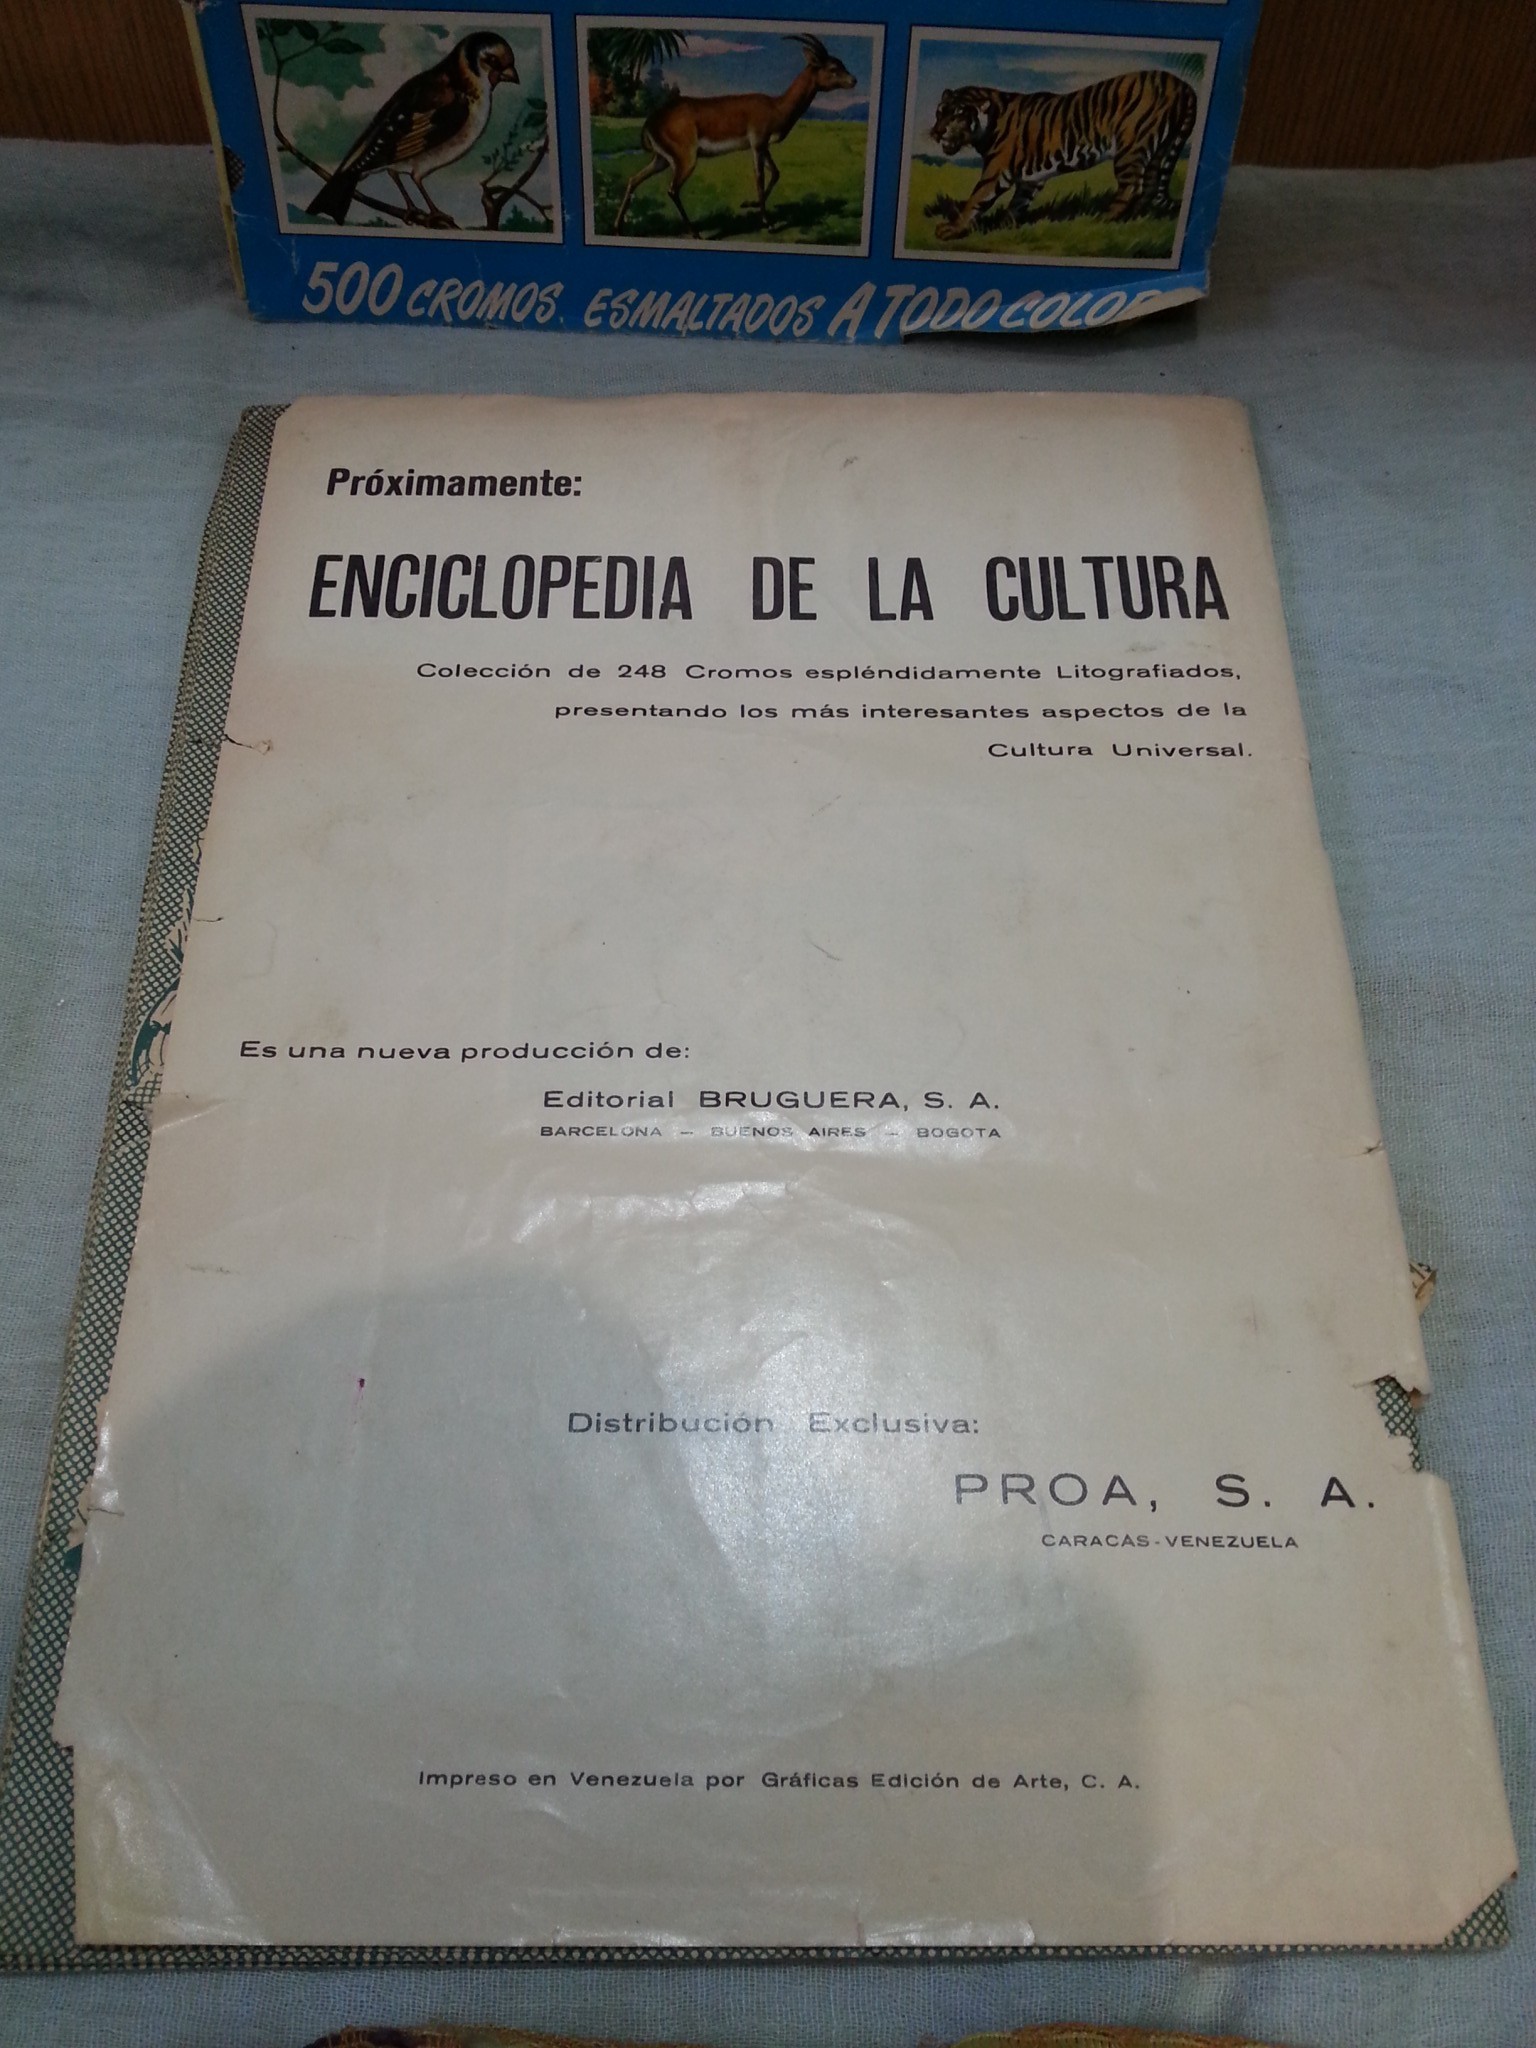 500 CROMOS ESMALTADOS A TODO COLOR
Próximamente:
ENCICLOPEDIA DE LA CULTURA
Colección de 248 Cromos espléndidamente Litografiados,
presentando los más interesantes aspectos de la
Cultura Universal.
Es una nueva producción de:
Editorial BRUGUERA, S. A.
BARCELONA – BUENOS AIRES – BOGOTA
Distribución Exclusiva:
PROA, S. A.
CARACAS-VENEZUELA
Impreso en Venezuela por Gráficas Edición de Arte, C. A.